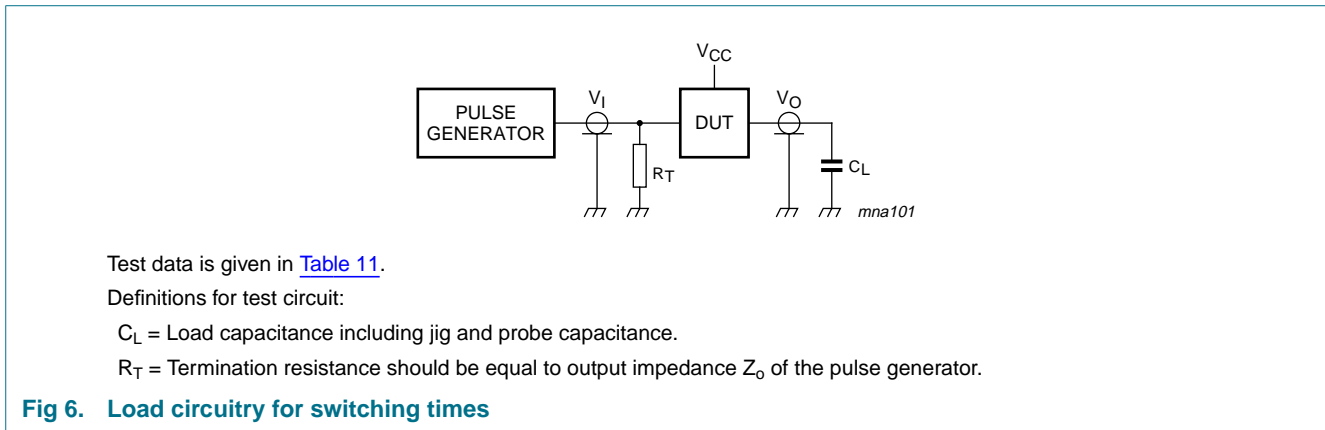 VCC
PULSE
GENERATOR
VI
RT
DUT
VO
CL
mna101
Test data is given in Table 11.
Definitions for test circuit:
CL = Load capacitance including jig and probe capacitance.
RT = Termination resistance should be equal to output impedance Zo of the pulse generator.
Fig 6. Load circuitry for switching times